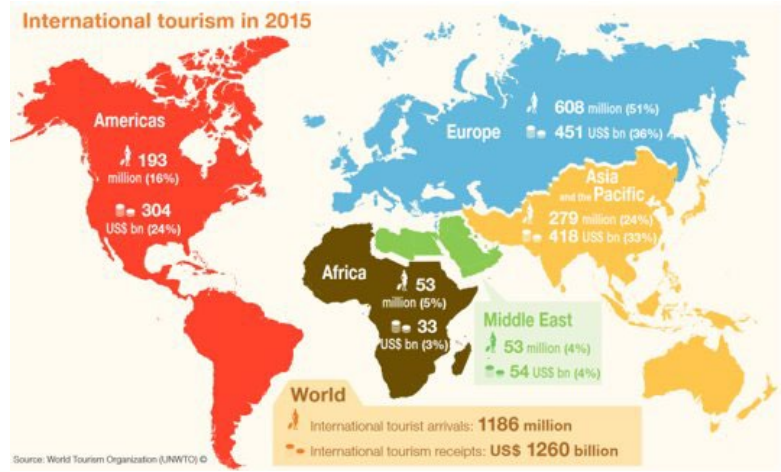 International tourism in 2015
Americas
193
million (16%)
304
US$ bn (24%)
Europe
608 million (51%)
451 US$ bn (36%)
Asia
and the Pacific
279 million (24%)
418 US$ bn (33%)
Africa
53
million (5%)
33
US$ bn (3%)
Middle East
53 million (4%)
54 US$ bn (4%)
World
International tourist arrivals: 1186 million
International tourism receipts: US$ 1260 billion
Source: World Tourism Organization (UNWTO) ©